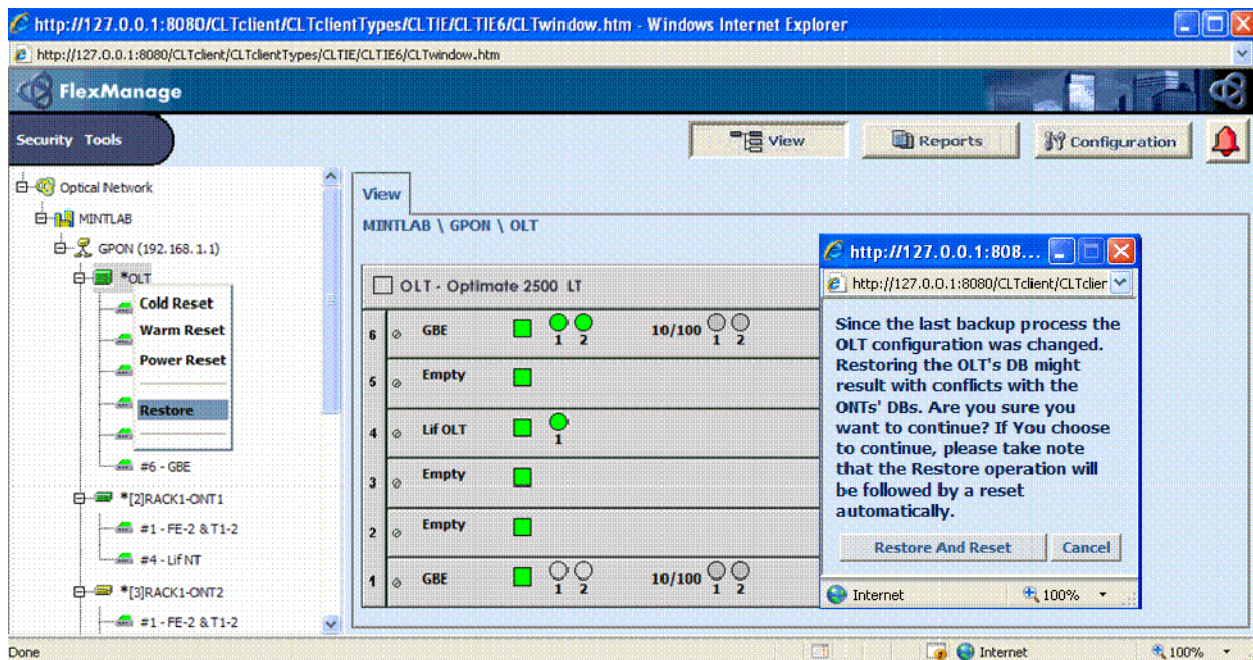 http://127.0.0.1:8080/CLTclient/CLTclientTypes/CLTIE/CLTIE6/CLTwindow.htm - Windows Internet Explorer
http://127.0.0.1:8080/CLTclient/CLTclientTypes/CLTIE/CLTIE6/CLTwindow.htm
FlexManage
Security Tools
View
Reports
Configuration
Optical Network
MINTLAB
GPON (192.168.1.1)
*OLT
Cold Reset
Warm Reset
Power Reset
Restore
#6 - GBE
*[2]RACK1-ONT1
#1 - FE-2 & T1-2
#4 - Lif NT
*[3]RACK1-ONT2
#1 - FE-2 & T1-2
View
MINTLAB \ GPON \ OLT
OLT - Optimate 2500 LT
6 GBE 1 2 10/100 1 2
5 Empty
4 Lif OLT 1
3 Empty
2 Empty
1 GBE 1 2 10/100 1 2
http://127.0.0.1:808...
http://127.0.0.1:8080/CLTclient/CLTclier
Since the last backup process the
OLT configuration was changed.
Restoring the OLT's DB might
result with conflicts with the
ONTs' DBs. Are you sure you
want to continue? If You choose
to continue, please take note
that the Restore operation will
be followed by a reset
automatically.
Restore And Reset
Cancel
Internet
100%
Done
Internet
100%